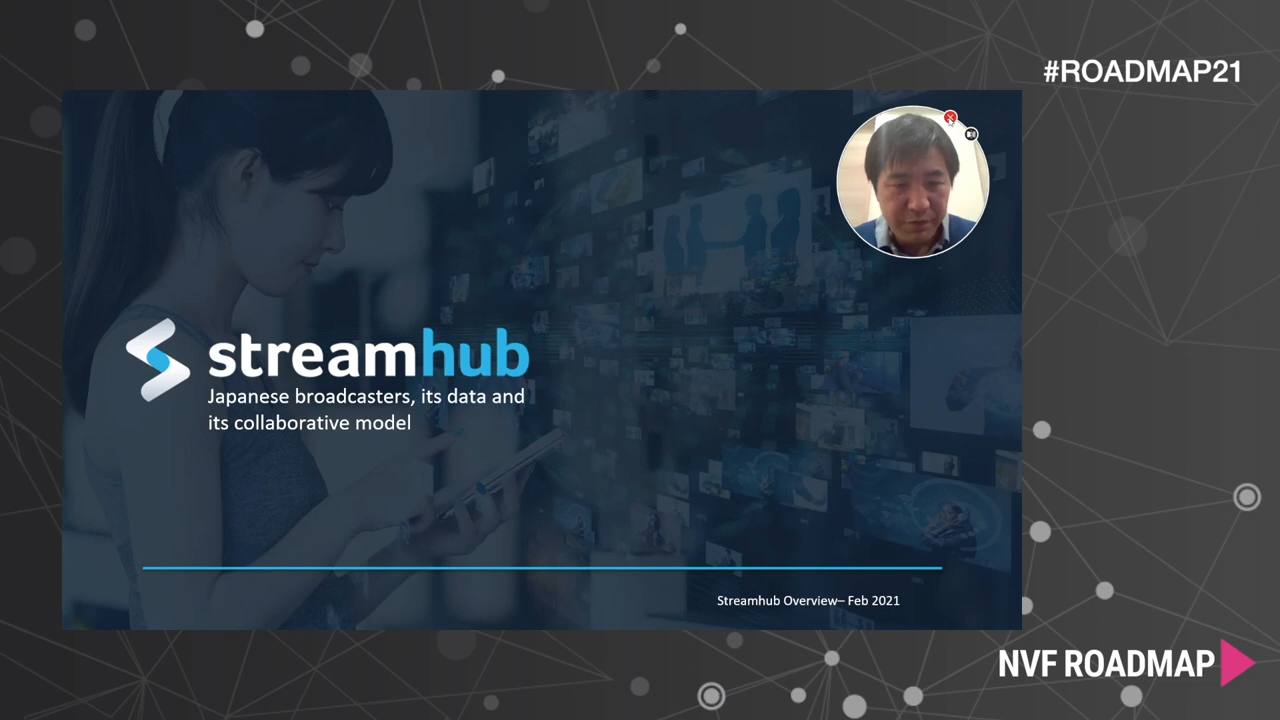 #ROADMAP21
streamhub
Japanese broadcasters, its data and
its collaborative model
Streamhub Overview– Feb 2021
NVF ROADMAP